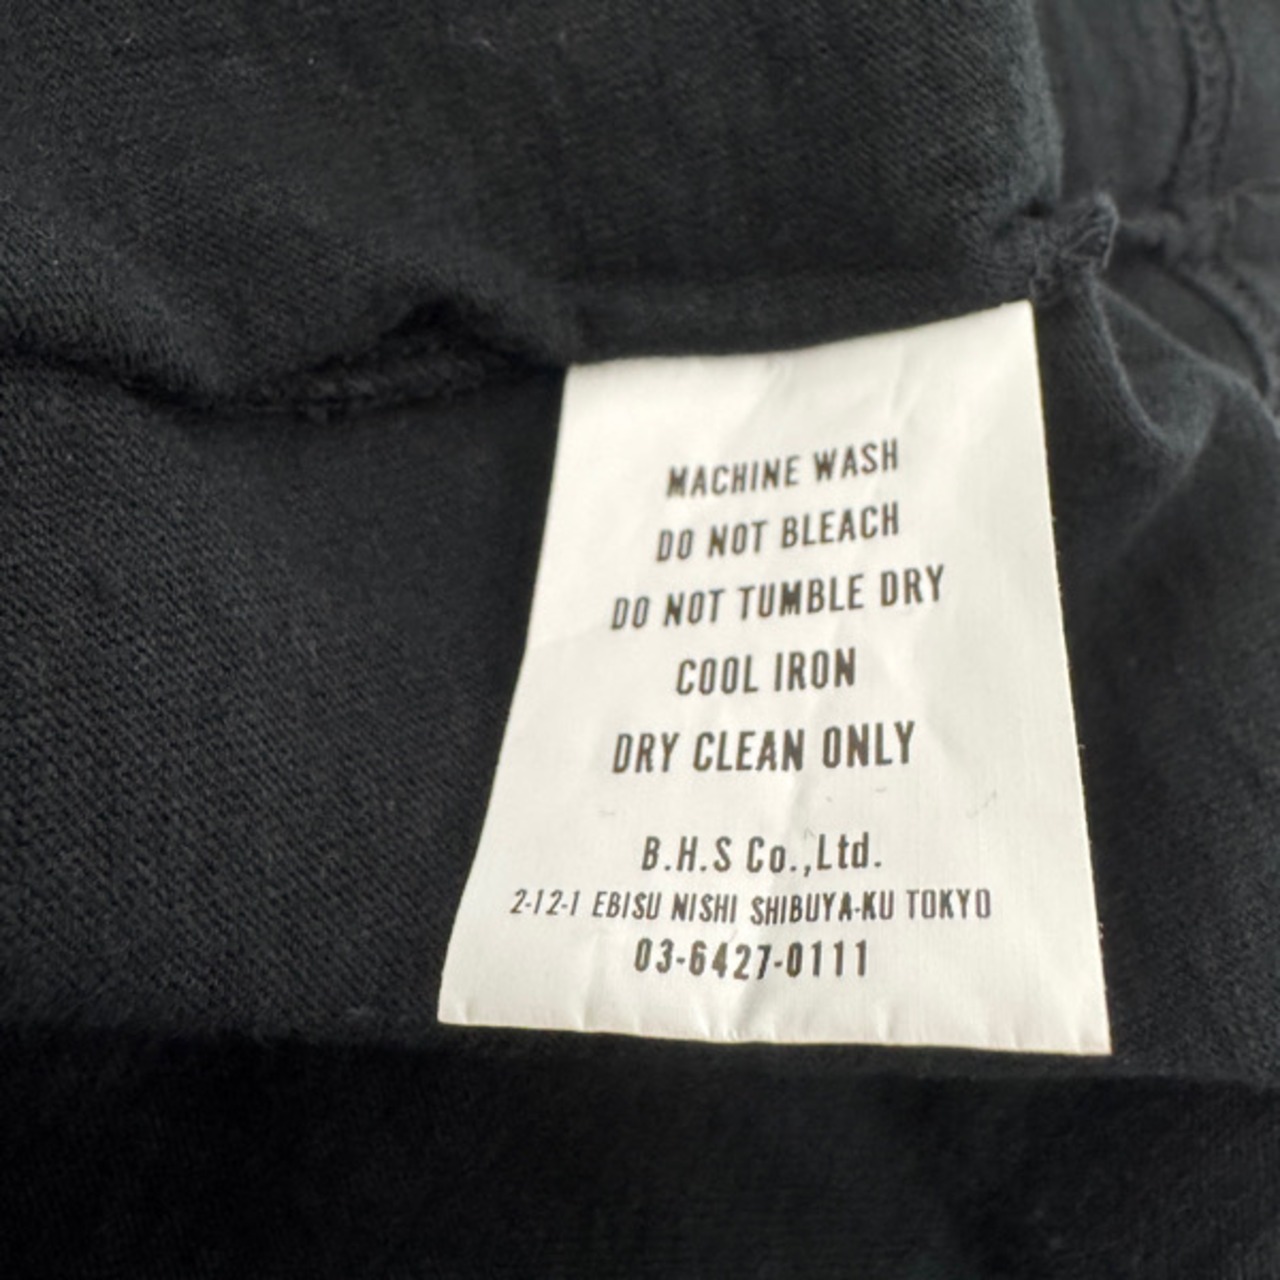 MACHINE WASH
DO NOT BLEACH
DO NOT TUMBLE DRY
COOL IRON
DRY CLEAN ONLY
B.H.S Co.,Ltd.
2-12-1 EBISU NISHI SHIBUYA-KU TOKYO
03-6427-0111